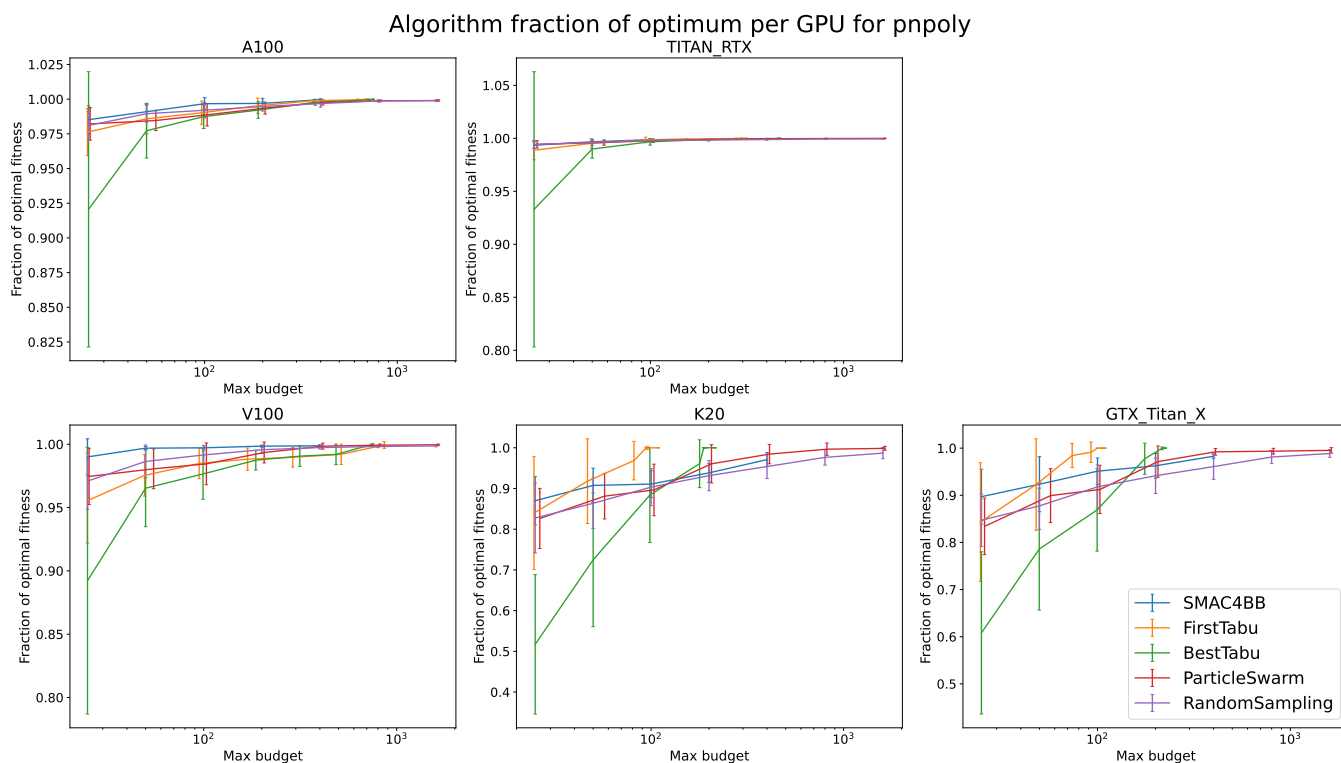 Algorithm fraction of optimum per GPU for pnpoly
A100
TITAN_RTX
1.025
1.000
0.975
0.950
0.925
0.900
0.875
0.850
0.825
Fraction of optimal fitness
10²
10³
Max budget
1.05
1.00
0.95
0.90
0.85
0.80
Fraction of optimal fitness
10²
10³
Max budget
V100
K20
GTX_Titan_X
1.00
0.95
0.90
0.85
0.80
Fraction of optimal fitness
10²
10³
Max budget
1.0
0.9
0.8
0.7
0.6
0.5
0.4
Fraction of optimal fitness
10²
10³
Max budget
1.0
0.9
0.8
0.7
0.6
0.5
Fraction of optimal fitness
10²
10³
Max budget
SMAC4BB
FirstTabu
BestTabu
ParticleSwarm
RandomSampling